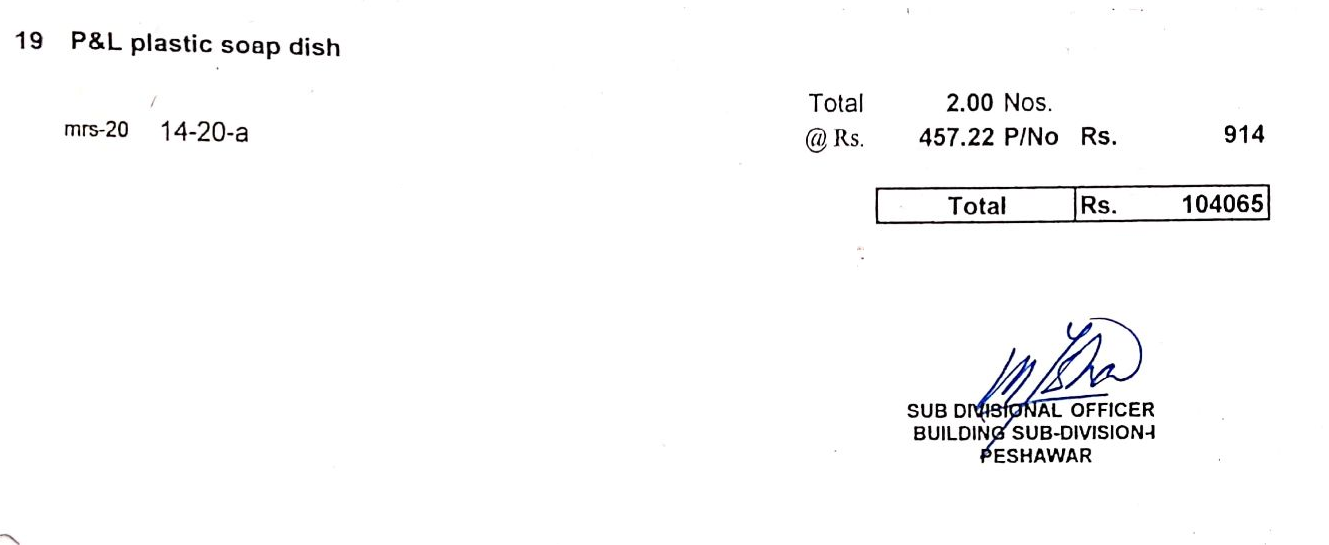 19 P&L plastic soap dish
Total 2.00 Nos.
mrs-20 14-20-a @ Rs. 457.22 P/No Rs. 914
Total Rs. 104065
SUB DIVISIONAL OFFICER
BUILDING SUB-DIVISION-I
PESHAWAR